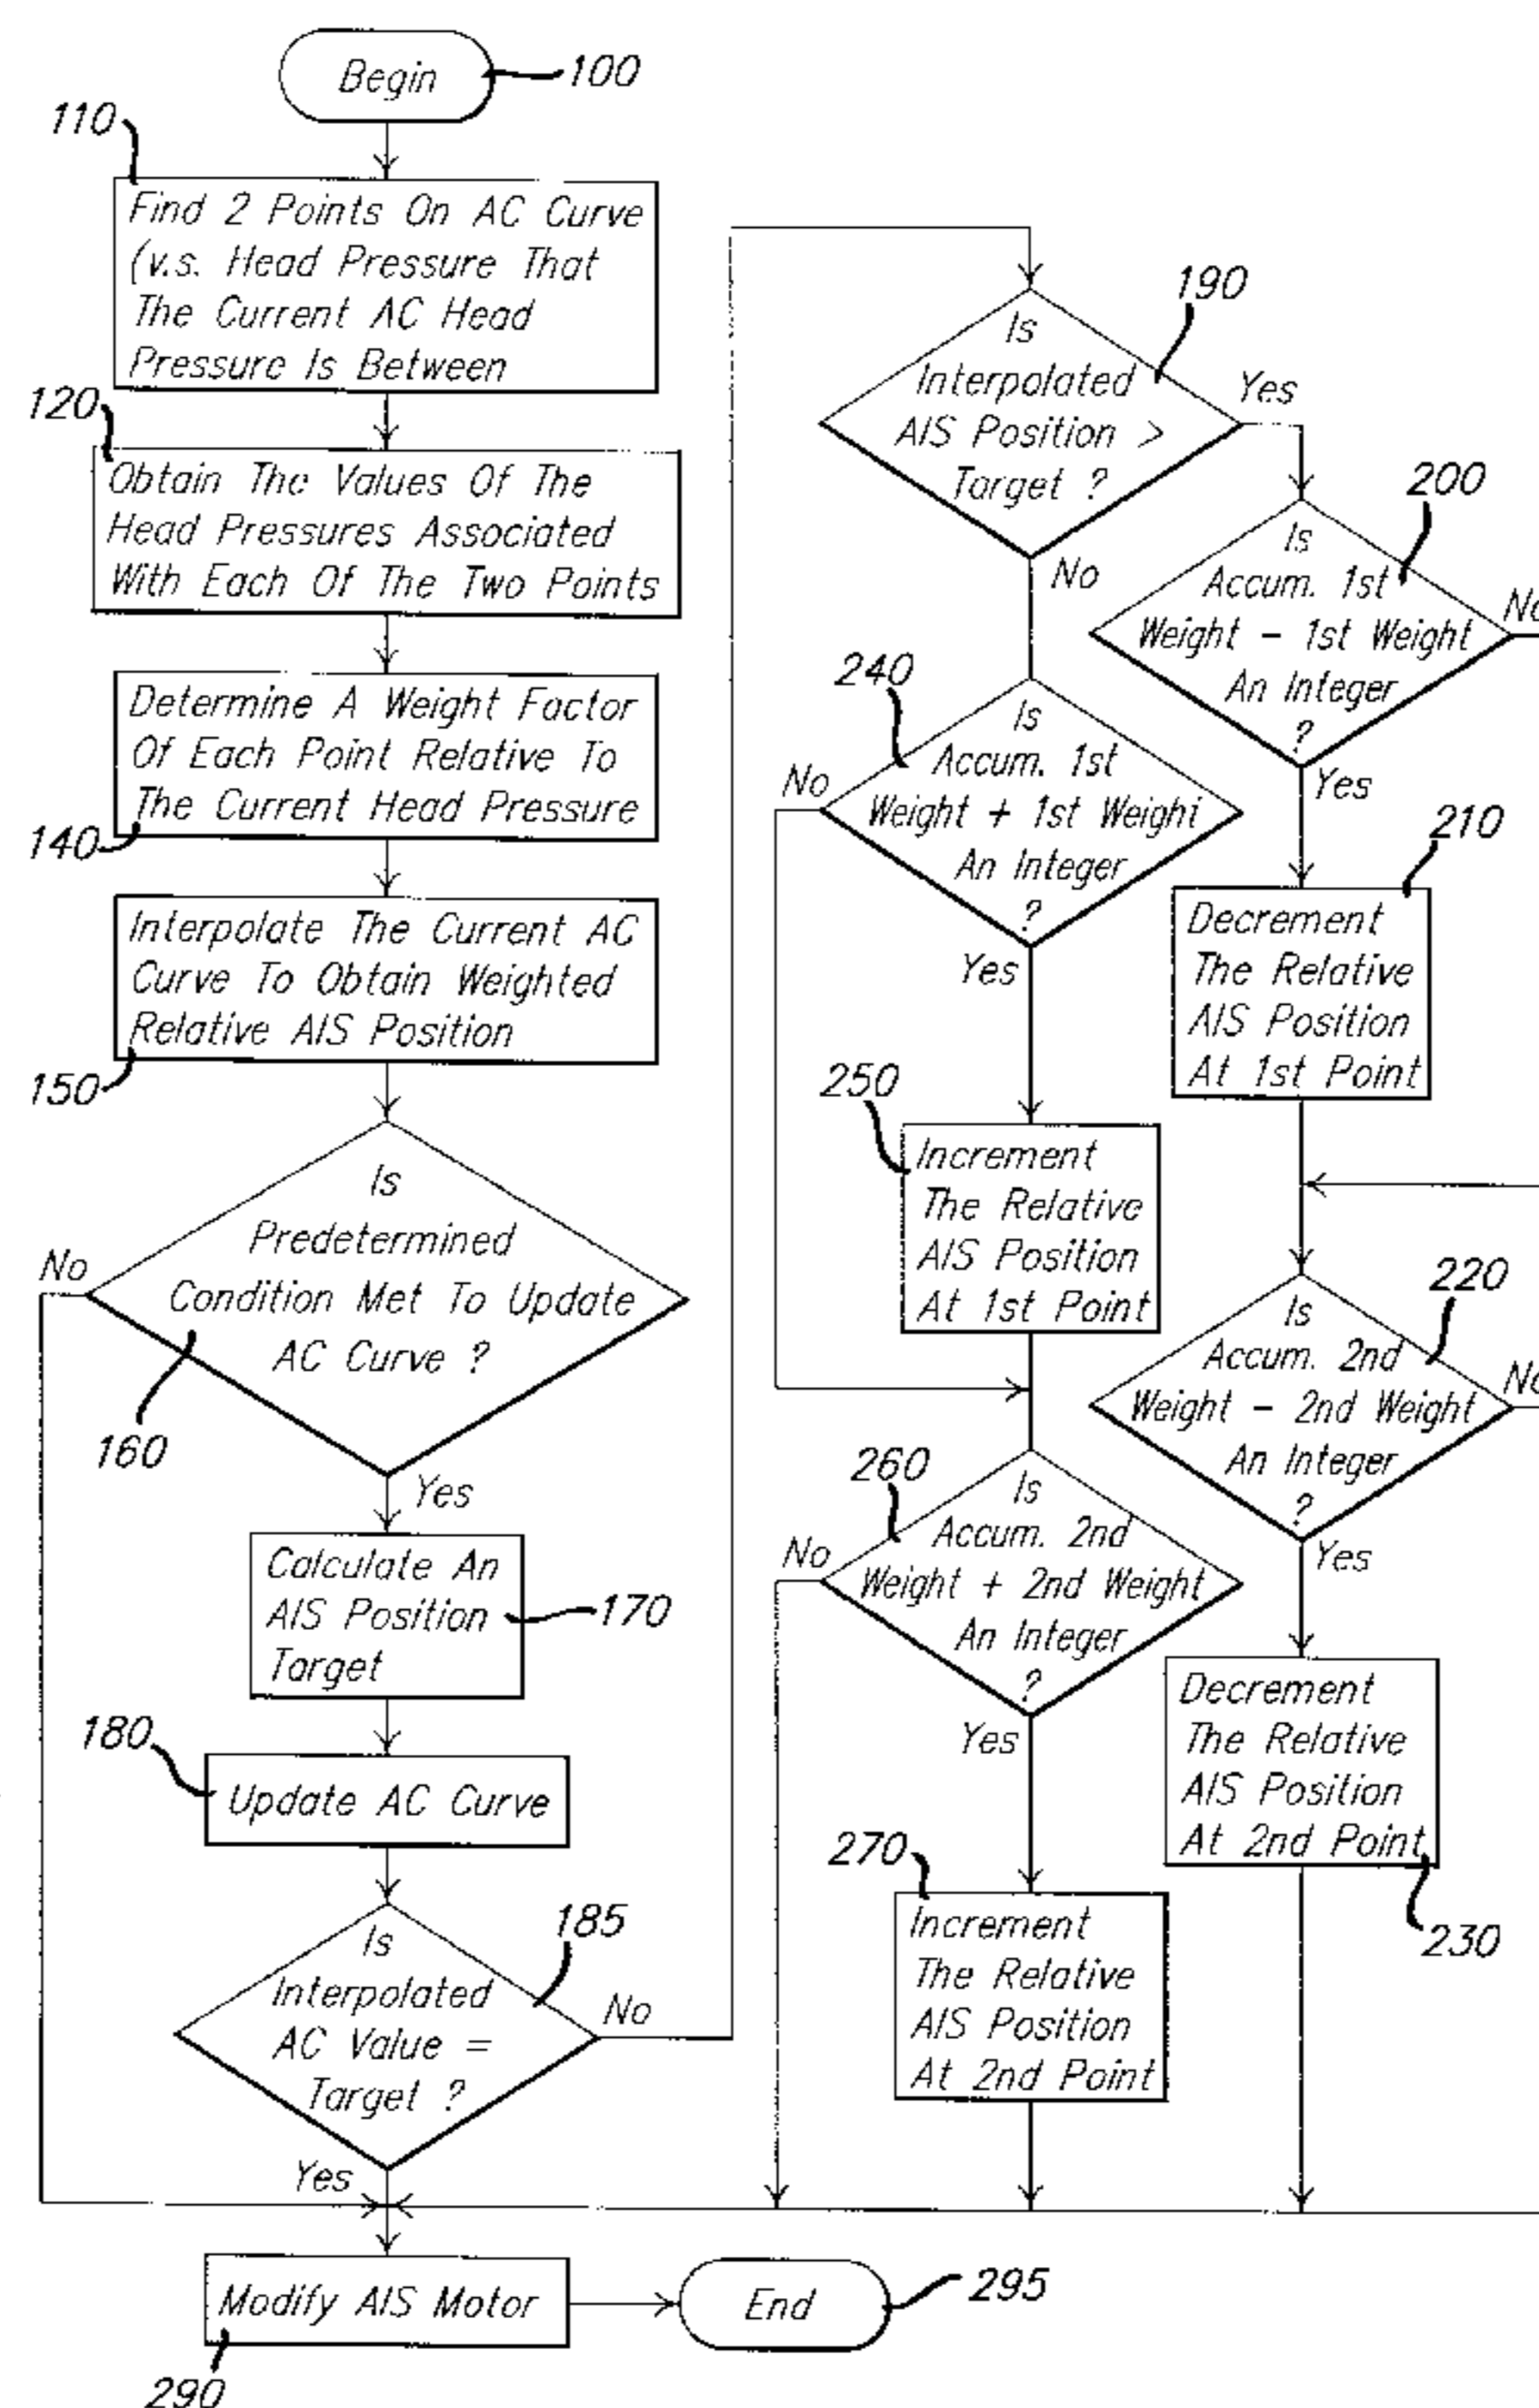 Begin
100
110
Find 2 Points On AC Curve
(v.s. Head Pressure That
The Current AC Head
Pressure Is Between
120
Obtain The Values Of The
Head Pressures Associated
With Each Of The Two Points
Determine A Weight Factor
Of Each Point Relative To
The Current Head Pressure
140
Interpolate The Current AC
Curve To Obtain Weighted
Relative AIS Position
150
Is
Predetermined
Condition Met To Update
AC Curve ?
No
160
Yes
Calculate An
AIS Position
Target
170
180
Update AC Curve
Is
Interpolated
AC Value =
Target ?
185
No
Yes
Modify AIS Motor
290
End
295
190
Is
Interpolated
AIS Position >
Target ?
Yes
No
200
Is
Accum. 1st
Weight - 1st Weight
An Integer
?
No
Yes
210
Decrement
The Relative
AIS Position
At 1st Point
220
Is
Accum. 2nd
Weight - 2nd Weight
An Integer
?
No
Yes
Decrement
The Relative
AIS Position
At 2nd Point
230
240
Is
Accum. 1st
Weight + 1st Weight
An Integer
?
No
Yes
250
Increment
The Relative
AIS Position
At 1st Point
260
Is
Accum. 2nd
Weight + 2nd Weight
An Integer
?
No
Yes
270
Increment
The Relative
AIS Position
At 2nd Point